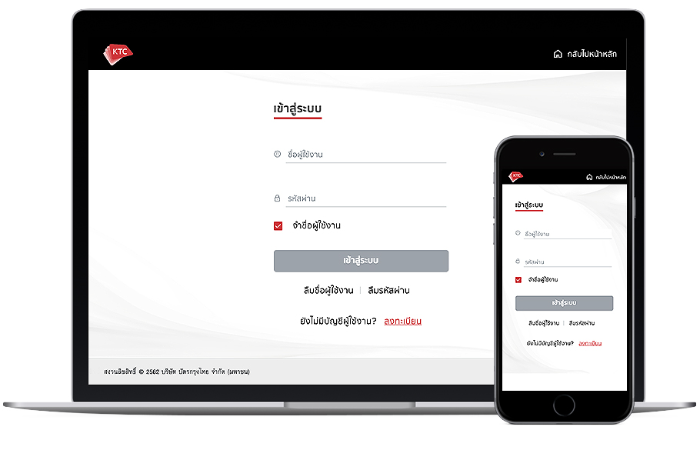 KTC
กลับไปหน้าหลัก
เข้าสู่ระบบ
ชื่อผู้ใช้งาน
รหัสผ่าน
จำชื่อผู้ใช้งาน
เข้าสู่ระบบ
ลืมชื่อผู้ใช้งาน | ลืมรหัสผ่าน
ยังไม่มีบัญชีผู้ใช้งาน? ลงทะเบียน
สงวนลิขสิทธิ์ © 2562 บริษัท บัตรกรุงไทย จำกัด (มหาชน)
KTC
กลับไปหน้าหลัก
เข้าสู่ระบบ
ชื่อผู้ใช้งาน
รหัสผ่าน
จำชื่อผู้ใช้งาน
เข้าสู่ระบบ
ลืมชื่อผู้ใช้งาน | ลืมรหัสผ่าน
ยังไม่มีบัญชีผู้ใช้งาน? ลงทะเบียน